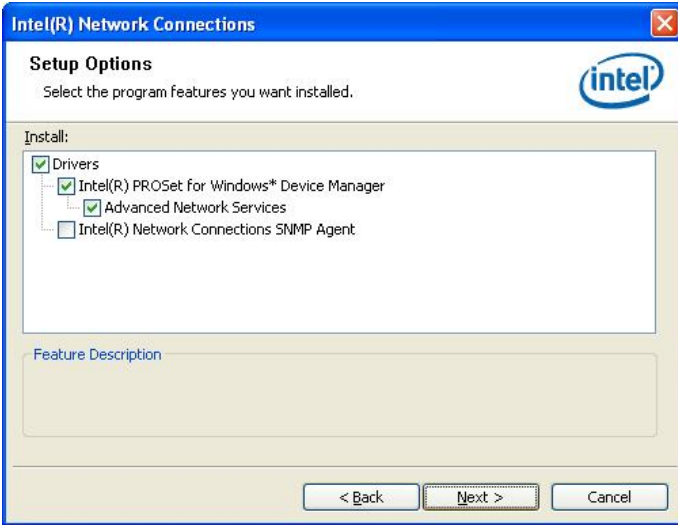 Intel(R) Network Connections
Setup Options
Select the program features you want installed.
intel
Install:
Drivers
Intel(R) PROSet for Windows* Device Manager
Advanced Network Services
Intel(R) Network Connections SNMP Agent
Feature Description
< Back
Next >
Cancel